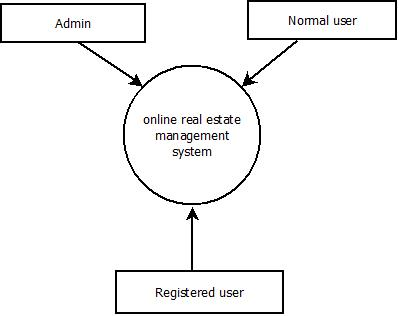 Admin
Normal user
online real estate
management
system
Registered user